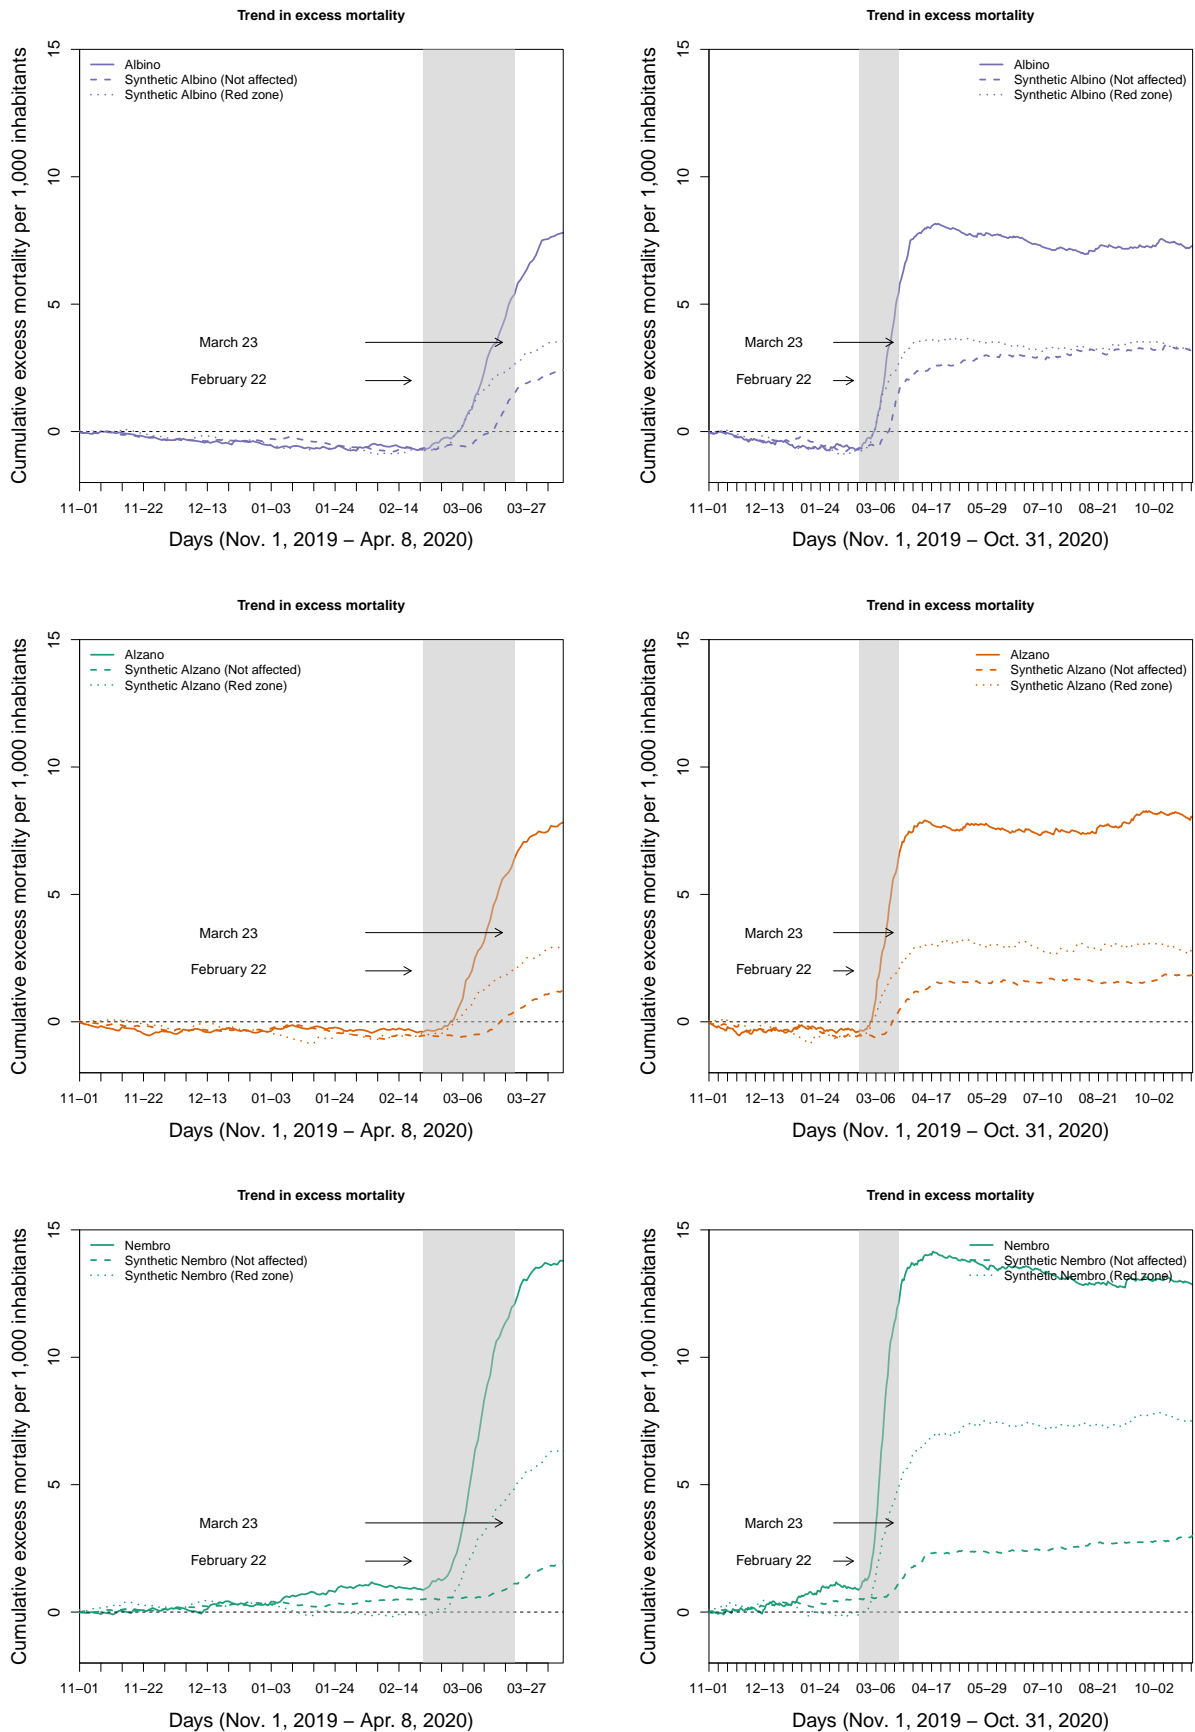 Trend in excess mortality
Cumulative excess mortality per 1,000 inhabitants
15
10
5
0
Albino
Synthetic Albino (Not affected)
Synthetic Albino (Red zone)
March 23
February 22
11–01 11–22 12–13 01–03 01–24 02–14 03–06 03–27
Days (Nov. 1, 2019 – Apr. 8, 2020)
Trend in excess mortality
Cumulative excess mortality per 1,000 inhabitants
15
10
5
0
Albino
Synthetic Albino (Not affected)
Synthetic Albino (Red zone)
March 23
February 22
11–01 12–13 01–24 03–06 04–17 05–29 07–10 08–21 10–02
Days (Nov. 1, 2019 – Oct. 31, 2020)
Trend in excess mortality
Cumulative excess mortality per 1,000 inhabitants
15
10
5
0
Alzano
Synthetic Alzano (Not affected)
Synthetic Alzano (Red zone)
March 23
February 22
11–01 11–22 12–13 01–03 01–24 02–14 03–06 03–27
Days (Nov. 1, 2019 – Apr. 8, 2020)
Trend in excess mortality
Cumulative excess mortality per 1,000 inhabitants
15
10
5
0
Alzano
Synthetic Alzano (Not affected)
Synthetic Alzano (Red zone)
March 23
February 22
11–01 12–13 01–24 03–06 04–17 05–29 07–10 08–21 10–02
Days (Nov. 1, 2019 – Oct. 31, 2020)
Trend in excess mortality
Cumulative excess mortality per 1,000 inhabitants
15
10
5
0
Nembro
Synthetic Nembro (Not affected)
Synthetic Nembro (Red zone)
March 23
February 22
11–01 11–22 12–13 01–03 01–24 02–14 03–06 03–27
Days (Nov. 1, 2019 – Apr. 8, 2020)
Trend in excess mortality
Cumulative excess mortality per 1,000 inhabitants
15
10
5
0
Nembro
Synthetic Nembro (Not affected)
Synthetic Nembro (Red zone)
March 23
February 22
11–01 12–13 01–24 03–06 04–17 05–29 07–10 08–21 10–02
Days (Nov. 1, 2019 – Oct. 31, 2020)